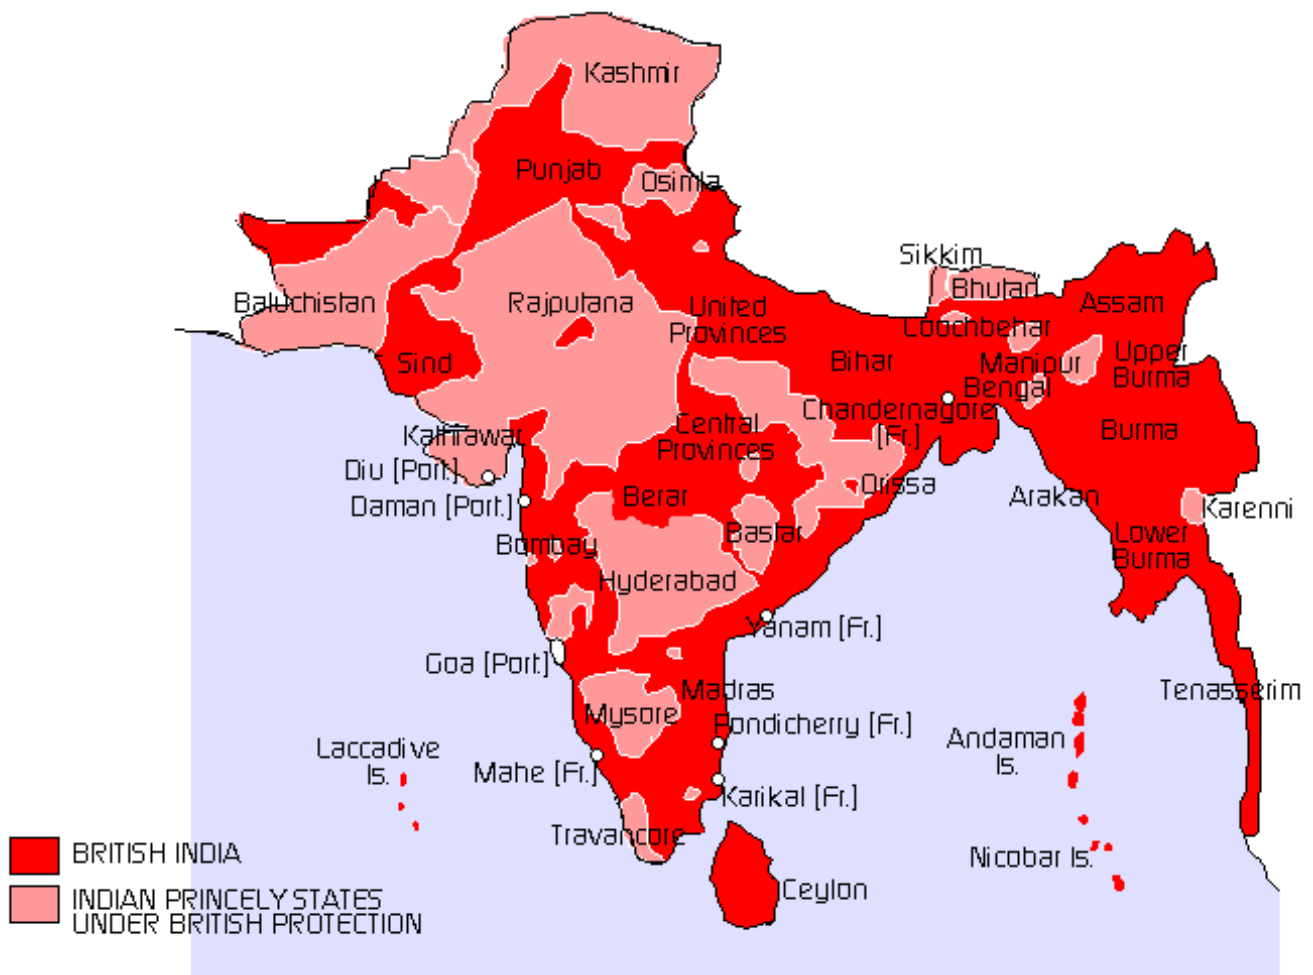 Kashmir
Punjab
Osimla
Sikkim
Bhutan
Baluchistan
Rajputana
United
Provinces
Assam
Loochbehar
Sind
Bihar
Manipur
Upper
Burma
Bengal
Chandernagore
[Fr.]
Central
Provinces
Kathrawar
Burma
Diu [Port.]
Daman [Port.]
Berar
Orissa
Arakan
Karenni
Bombay
Bastar
Lower
Burma
Hyderabad
Yanam [Fr.]
Goa [Port.]
Madras
Tenasserim
Mysore
Pondicherry [Fr.]
Laccadive
Is.
Andaman
Is.
Mahe [Fr.]
Karikal [Fr.]
Travancore
Nicobar Is.
Ceylon
BRITISH INDIA
INDIAN PRINCELY STATES
UNDER BRITISH PROTECTION